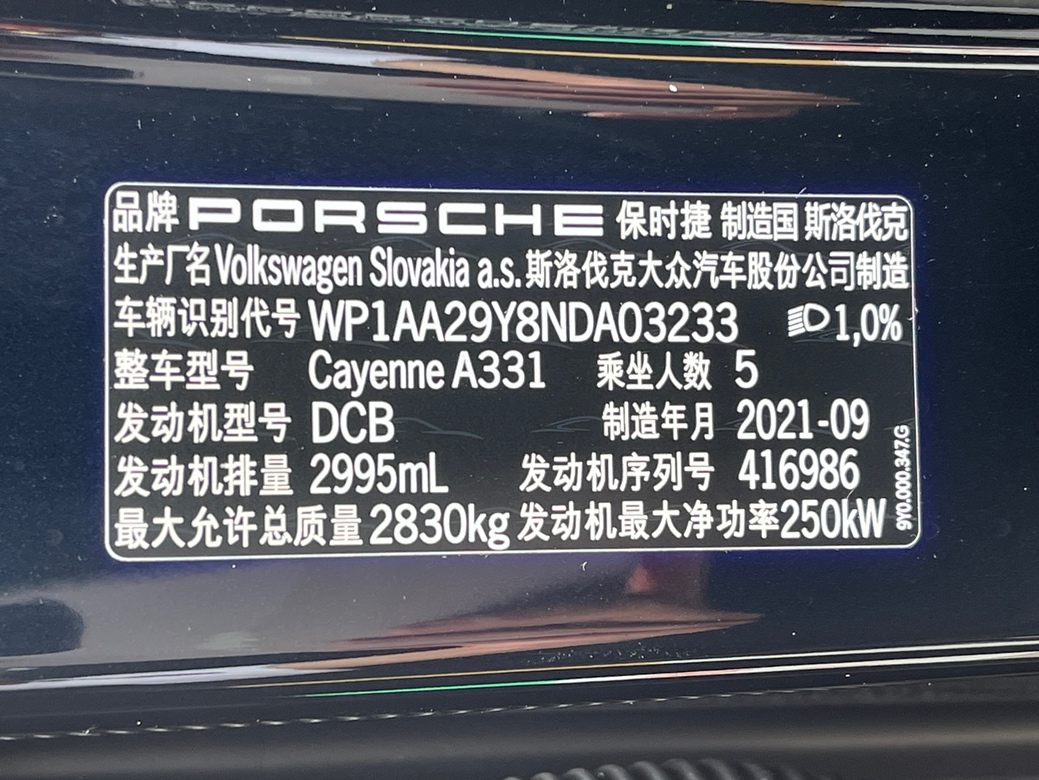 品牌 PORSCHE 保时捷 制造国 斯洛伐克
生产厂名 Volkswagen Slovakia a.s. 斯洛伐克大众汽车股份公司制造
车辆识别代号 WP1AA29Y8NDA03233 1,0%
整车型号 Cayenne A331 乘坐人数 5
发动机型号 DCB 制造年月 2021-09
发动机排量 2995mL 发动机序列号 416986
最大允许总质量 2830kg 发动机最大净功率 250kW
9Y0.000.347.G